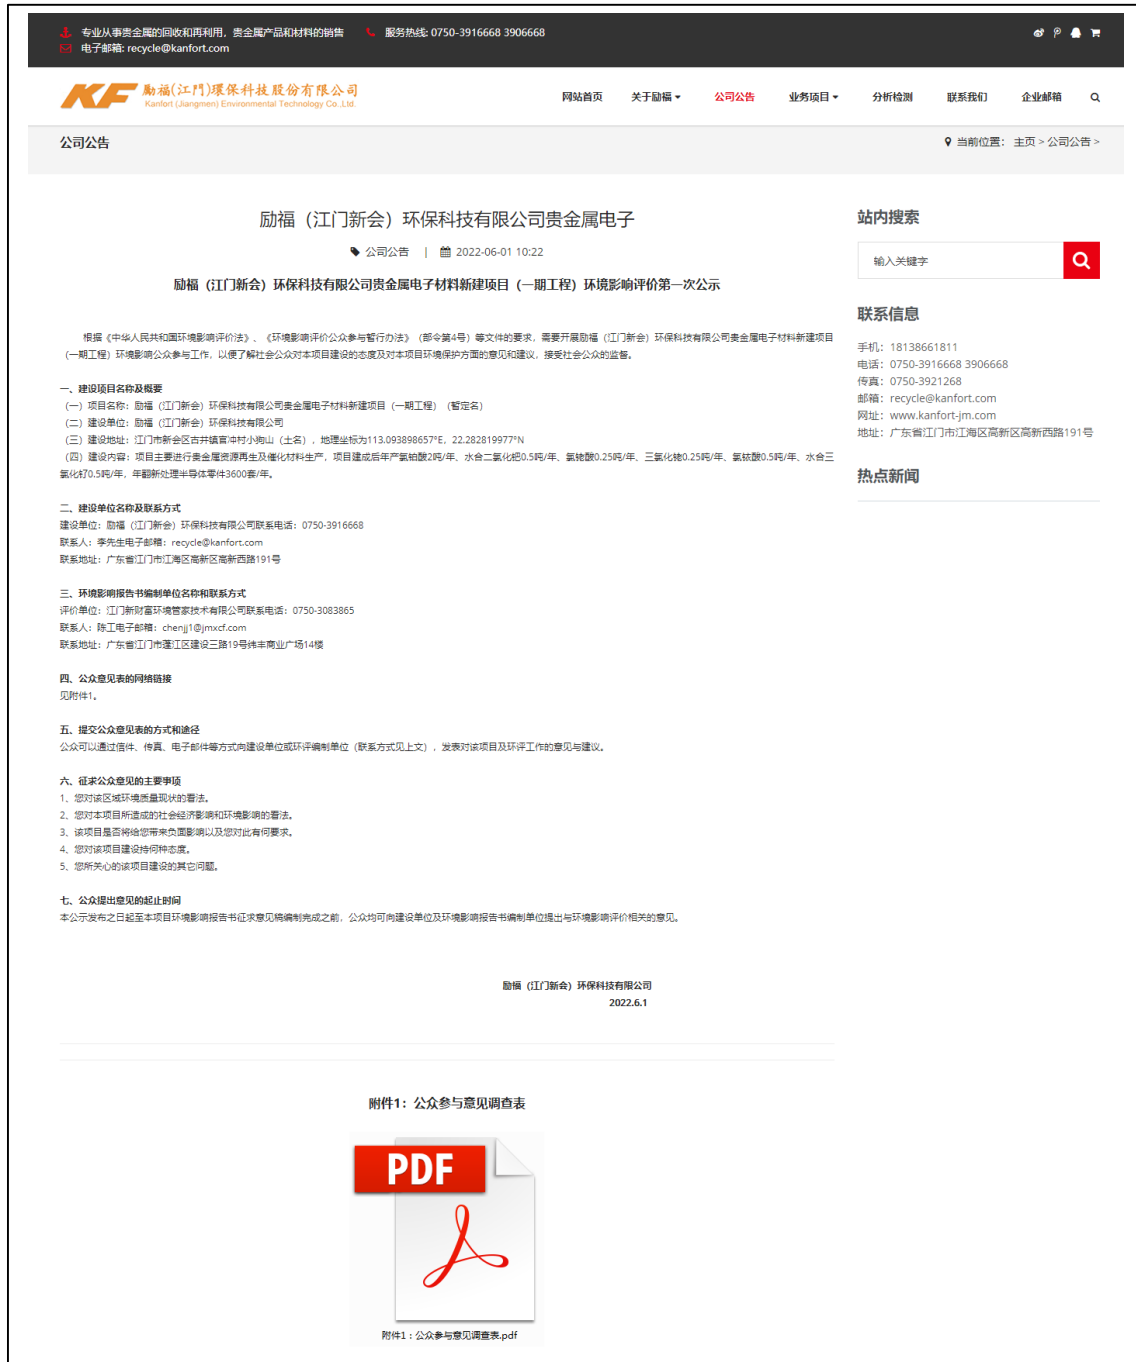 专业从事贵金属的回收和再利用，贵金属产品和材料的销售 服务热线: 0750-3916668 3906668
电子邮箱: recycle@kanfort.com
KF 勵福(江門)環保科技股份有限公司
Kanfort (Jiangmen) Environmental Technology Co.,Ltd.
网站首页 关于励福 公司公告 业务项目 分析检测 联系我们 企业邮箱
公司公告
当前位置： 主页 > 公司公告 >
励福（江门新会）环保科技有限公司贵金属电子
公司公告 | 2022-06-01 10:22
励福（江门新会）环保科技有限公司贵金属电子材料新建项目（一期工程）环境影响评价第一次公示
根据《中华人民共和国环境影响评价法》、《环境影响评价公众参与暂行办法》（部令第4号）等文件的要求，需要开展励福（江门新会）环保科技有限公司贵金属电子材料新建项目
（一期工程）环境影响公众参与工作，以便了解社会公众对本项目建设的态度及对本项目环境保护方面的意见和建议，接受社会公众的监督。
一、建设项目名称及概要
（一）项目名称：励福（江门新会）环保科技有限公司贵金属电子材料新建项目（一期工程）（暂定名）
（二）建设单位：励福（江门新会）环保科技有限公司
（三）建设地址：江门市新会区古井镇官冲村小狗山（土名），地理坐标为113.093898657°E，22.282819977°N
（四）建设内容：项目主要进行贵金属资源再生及催化材料生产，项目建成后年产氯铂酸2吨/年、水合二氯化钯0.5吨/年、氯铑酸0.25吨/年、三氯化铑0.25吨/年、氯铱酸0.5吨/年、水合三
氯化钌0.5吨/年，年翻新处理半导体零件3600套/年。
二、建设单位名称及联系方式
建设单位：励福（江门新会）环保科技有限公司联系电话：0750-3916668
联系人：李先生电子邮箱：recycle@kanfort.com
联系地址：广东省江门市江海区高新区高新西路191号
三、环境影响报告书编制单位名称和联系方式
评价单位：江门新财富环境管家技术有限公司联系电话：0750-3083865
联系人：陈工电子邮箱：chenjj1@jmxcf.com
联系地址：广东省江门市蓬江区建设三路19号炜丰商业广场14楼
四、公众意见表的网络链接
见附件1。
五、提交公众意见表的方式和途径
公众可以通过信件、传真、电子邮件等方式向建设单位或环评编制单位（联系方式见上文），发表对该项目及环评工作的意见与建议。
六、征求公众意见的主要事项
1、您对该区域环境质量现状的看法。
2、您对本项目所造成的社会经济影响和环境影响的看法。
3、该项目是否将给您带来负面影响以及您对此有何要求。
4、您对该项目建设持何种态度。
5、您所关心的该项目建设的其它问题。
七、公众提出意见的起止时间
本公示发布之日起至本项目环境影响报告书征求意见稿编制完成之前，公众均可向建设单位及环境影响报告书编制单位提出与环境影响评价相关的意见。
励福（江门新会）环保科技有限公司
2022.6.1
附件1：公众参与意见调查表
PDF
附件1：公众参与意见调查表.pdf
站内搜索
输入关键字
联系信息
手机：18138661811
电话：0750-3916668 3906668
传真：0750-3921268
邮箱：recycle@kanfort.com
网址：www.kanfort-jm.com
地址：广东省江门市江海区高新区高新西路191号
热点新闻